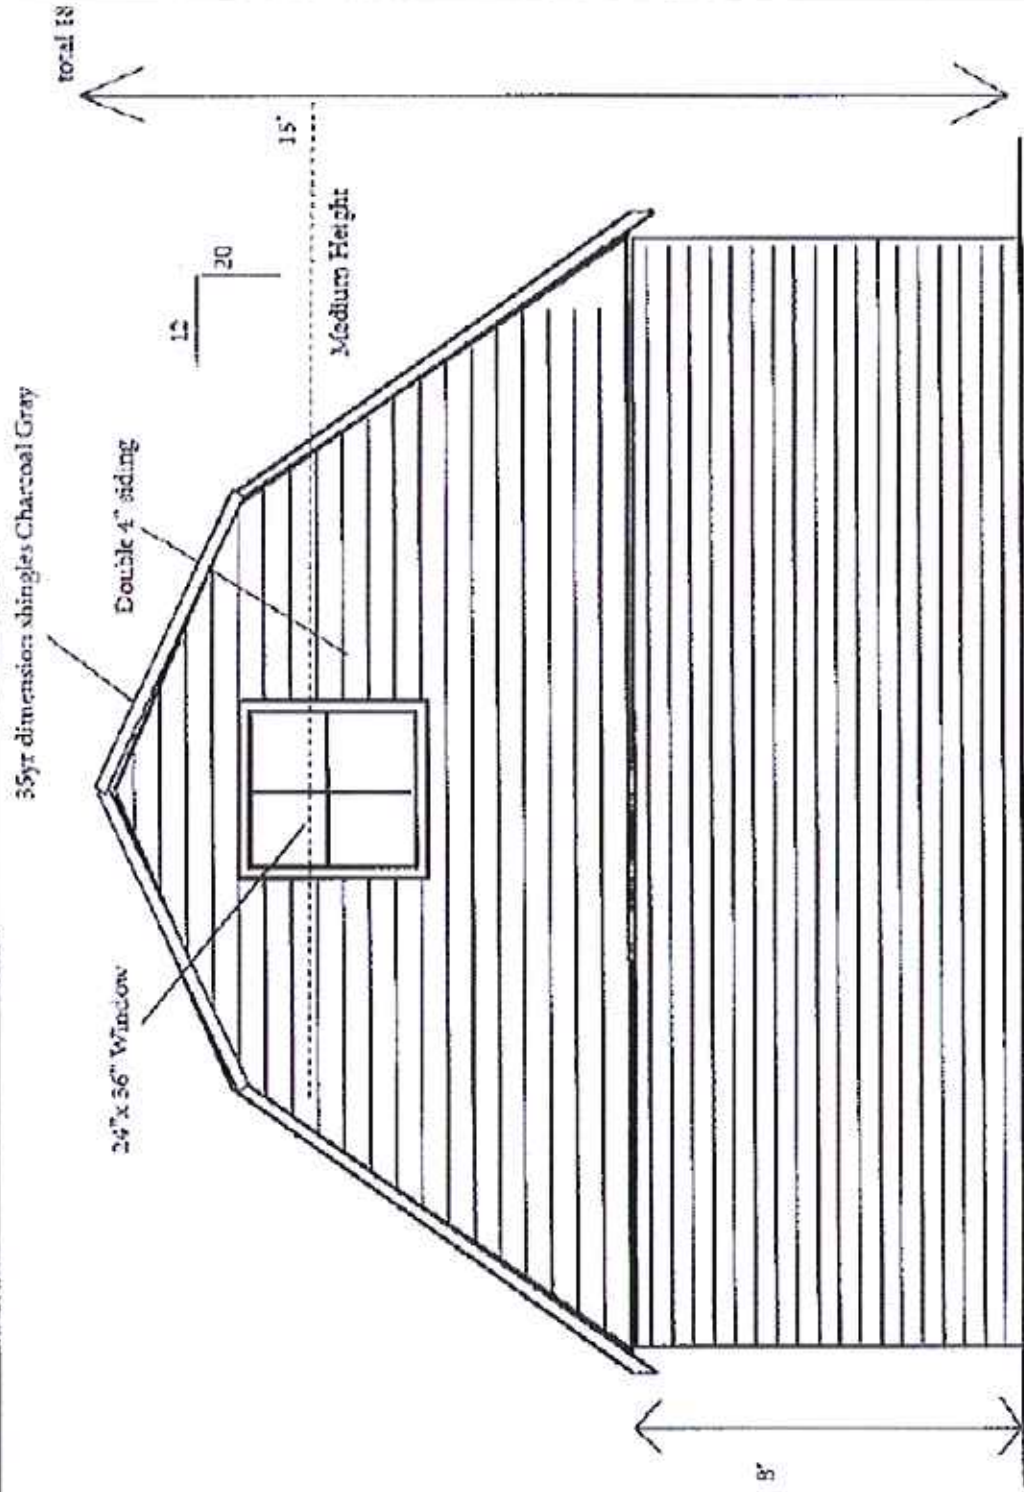 35yr dimension shingles Charcoal Gray
24"x 36" Window
Double 4" siding
12
20
15'
Medium Height
total 18
8'